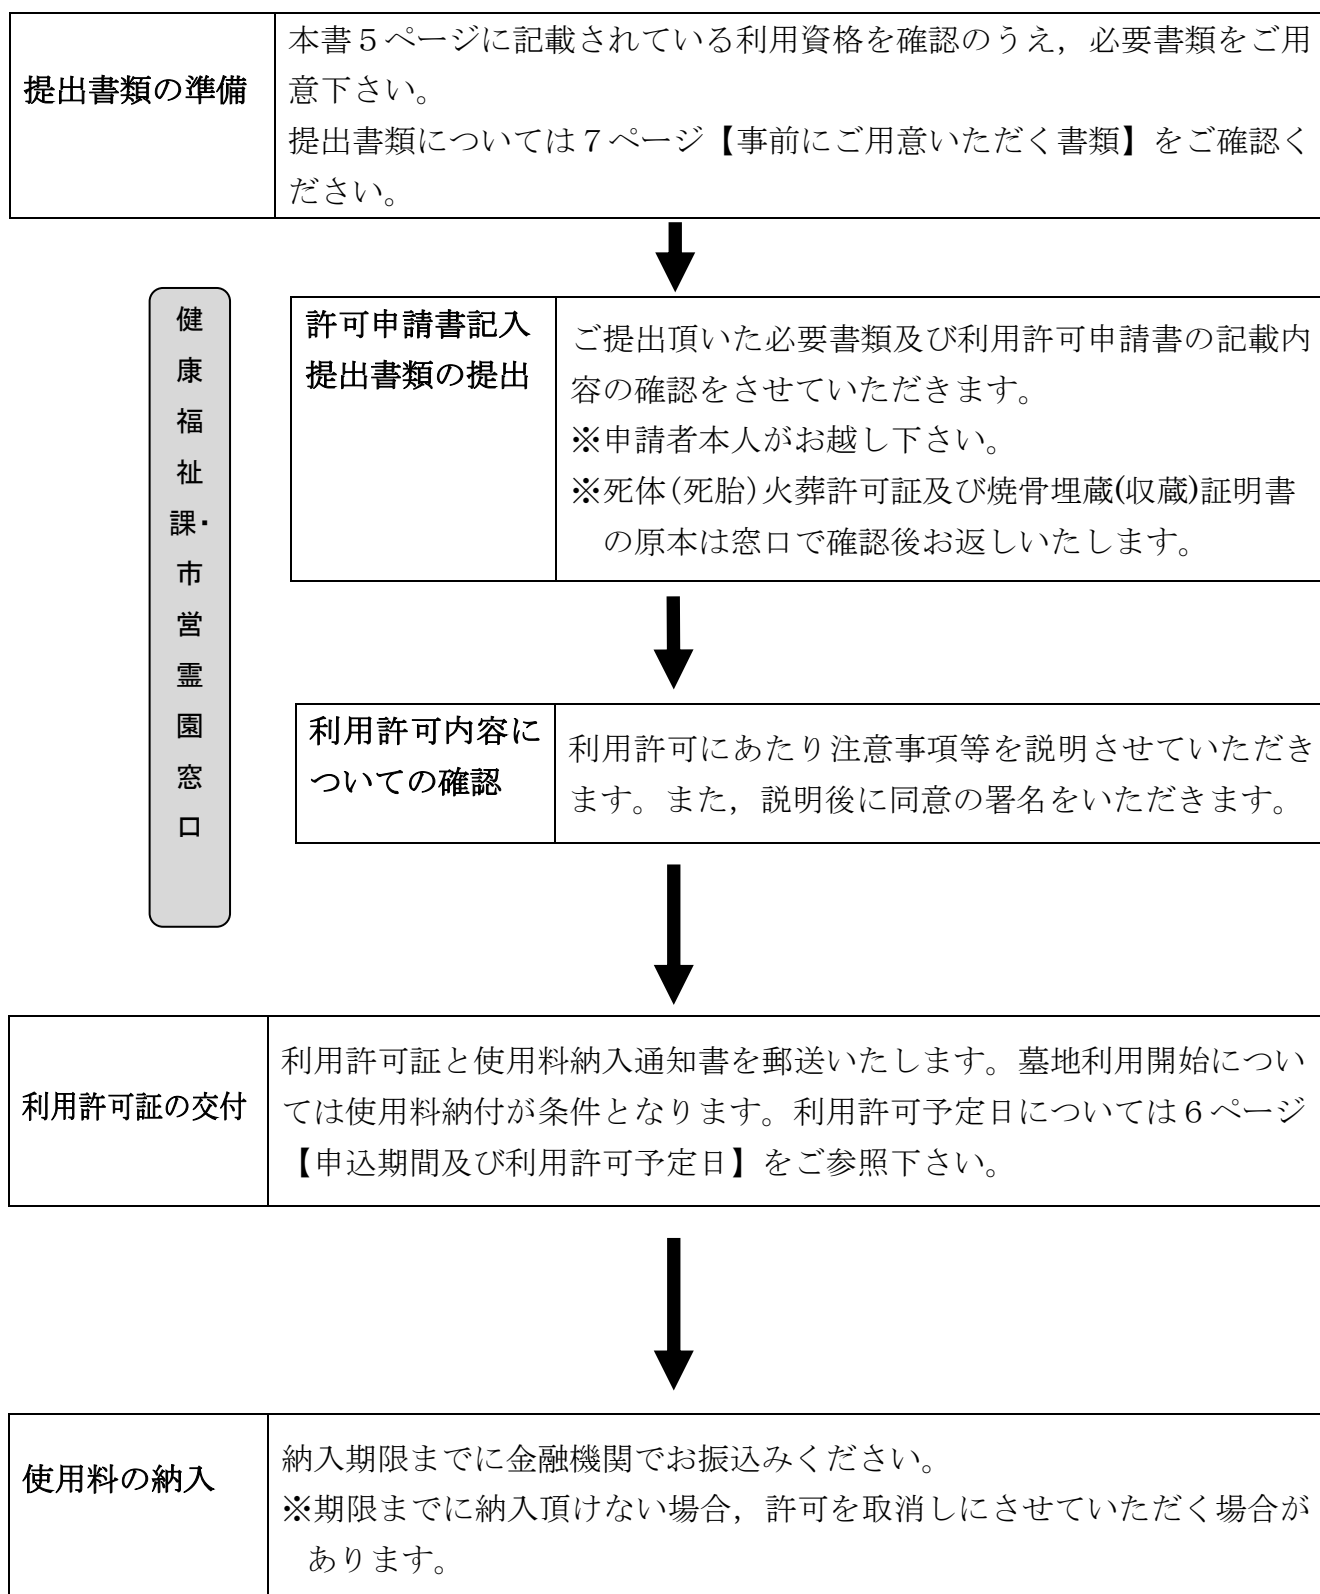 提出書類の準備
本書５ページに記載されている利用資格を確認のうえ，必要書類をご用
意下さい。
提出書類については７ページ【事前にご用意いただく書類】をご確認く
ださい。
健康福祉課・市営霊園窓口
許可申請書記入
提出書類の提出
ご提出頂いた必要書類及び利用許可申請書の記載内
容の確認をさせていただきます。
※申請者本人がお越し下さい。
※死体(死胎)火葬許可証及び焼骨埋蔵(収蔵)証明書
の原本は窓口で確認後お返しいたします。
利用許可内容に
ついての確認
利用許可にあたり注意事項等を説明させていただき
ます。また，説明後に同意の署名をいただきます。
利用許可証の交付
利用許可証と使用料納入通知書を郵送いたします。墓地利用開始につい
ては使用料納付が条件となります。利用許可予定日については６ページ
【申込期間及び利用許可予定日】をご参照下さい。
使用料の納入
納入期限までに金融機関でお振込みください。
※期限までに納入頂けない場合，許可を取消しにさせていただく場合が
あります。